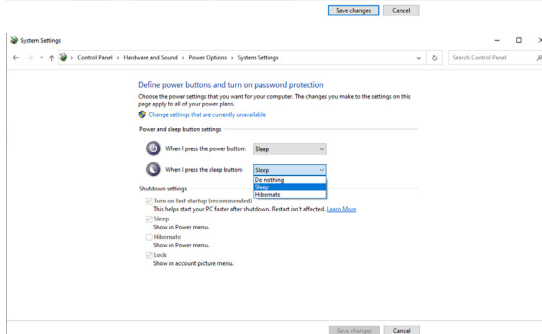 Save changes Cancel
System Settings
Control Panel > Hardware and Sound > Power Options > System Settings
Search Control Panel
Define power buttons and turn on password protection
Choose the power settings that you want for your computer. The changes you make to the settings on this
page apply to all of your power plans.
Change settings that are currently unavailable
Power and sleep button settings
When I press the power button: Sleep
When I press the sleep button: Sleep
Do nothing
Sleep
Hibernate
Shutdown settings
Turn on fast startup (recommended)
This helps start your PC faster after shutdown. Restart isn't affected. Learn More
Sleep
Show in Power menu.
Hibernate
Show in Power menu.
Lock
Show in account picture menu.
Save changes Cancel